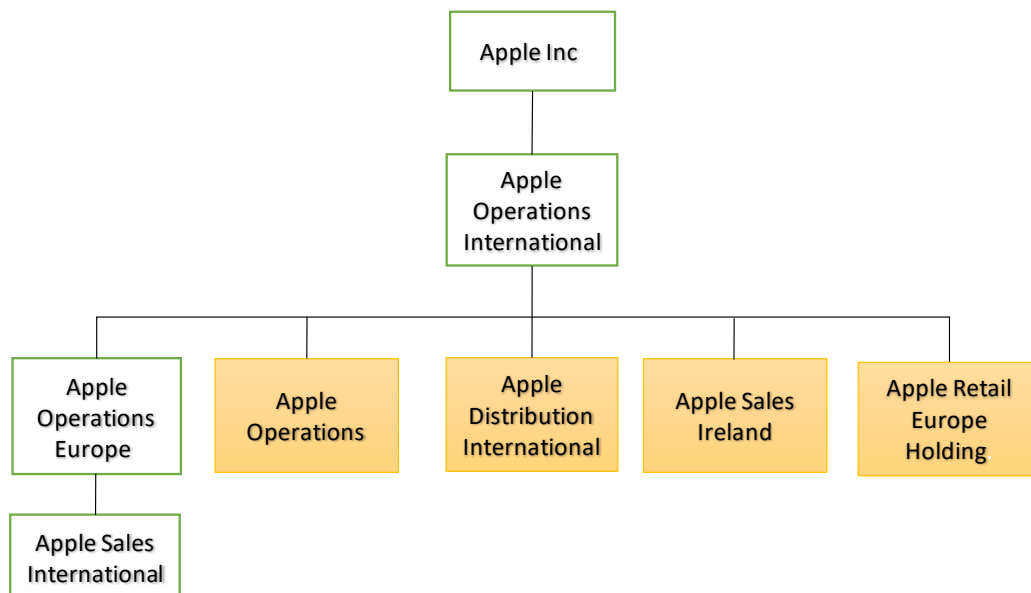 Apple Inc
Apple
Operations
International
Apple
Operations
Europe
Apple
Operations
Apple
Distribution
International
Apple Sales
Ireland
Apple Retail
Europe
Holding
Apple Sales
International